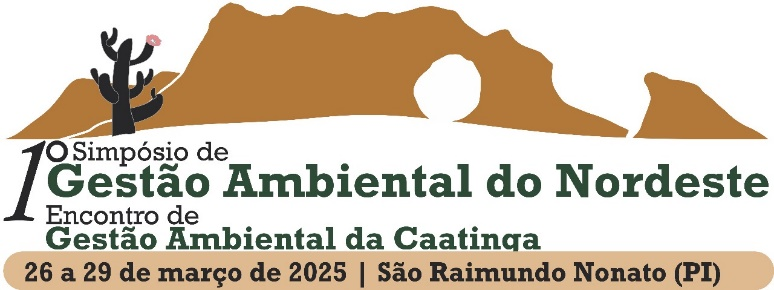 1º Simpósio de
Gestão Ambiental do Nordeste
Encontro de
Gestão Ambiental da Caatinga
26 a 29 de março de 2025 | São Raimundo Nonato (PI)